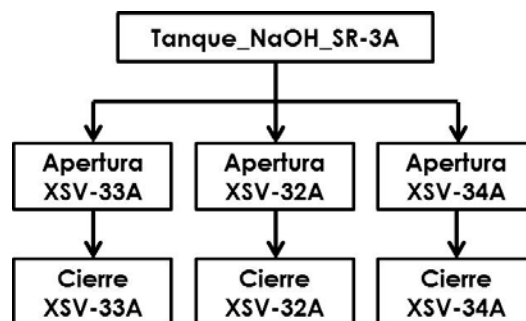 Tanque_NaOH_SR-3A
Apertura
XSV-33A
Apertura
XSV-32A
Apertura
XSV-34A
Cierre
XSV-33A
Cierre
XSV-32A
Cierre
XSV-34A